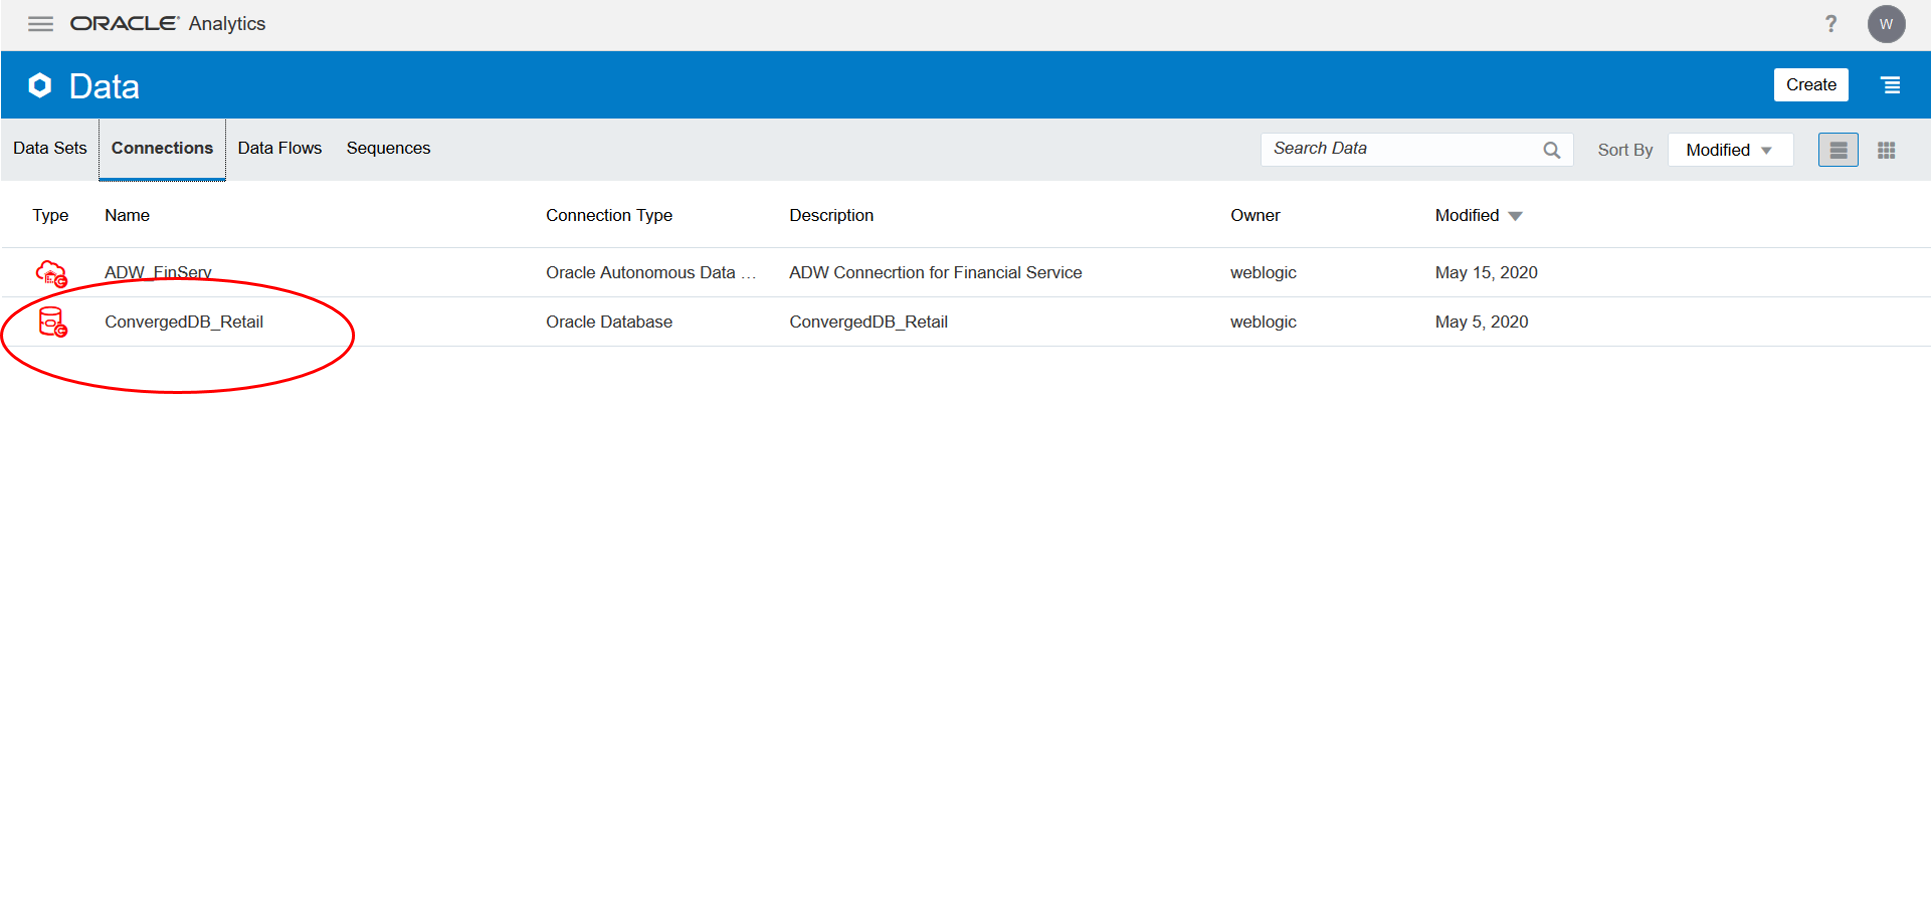 ORACLE Analytics ? W
Data Create
Data Sets Connections Data Flows Sequences Search Data Sort By Modified
Type Name Connection Type Description Owner Modified
ADW_FinServ Oracle Autonomous Data ... ADW Connecrtion for Financial Service weblogic May 15, 2020
ConvergedDB_Retail Oracle Database ConvergedDB_Retail weblogic May 5, 2020